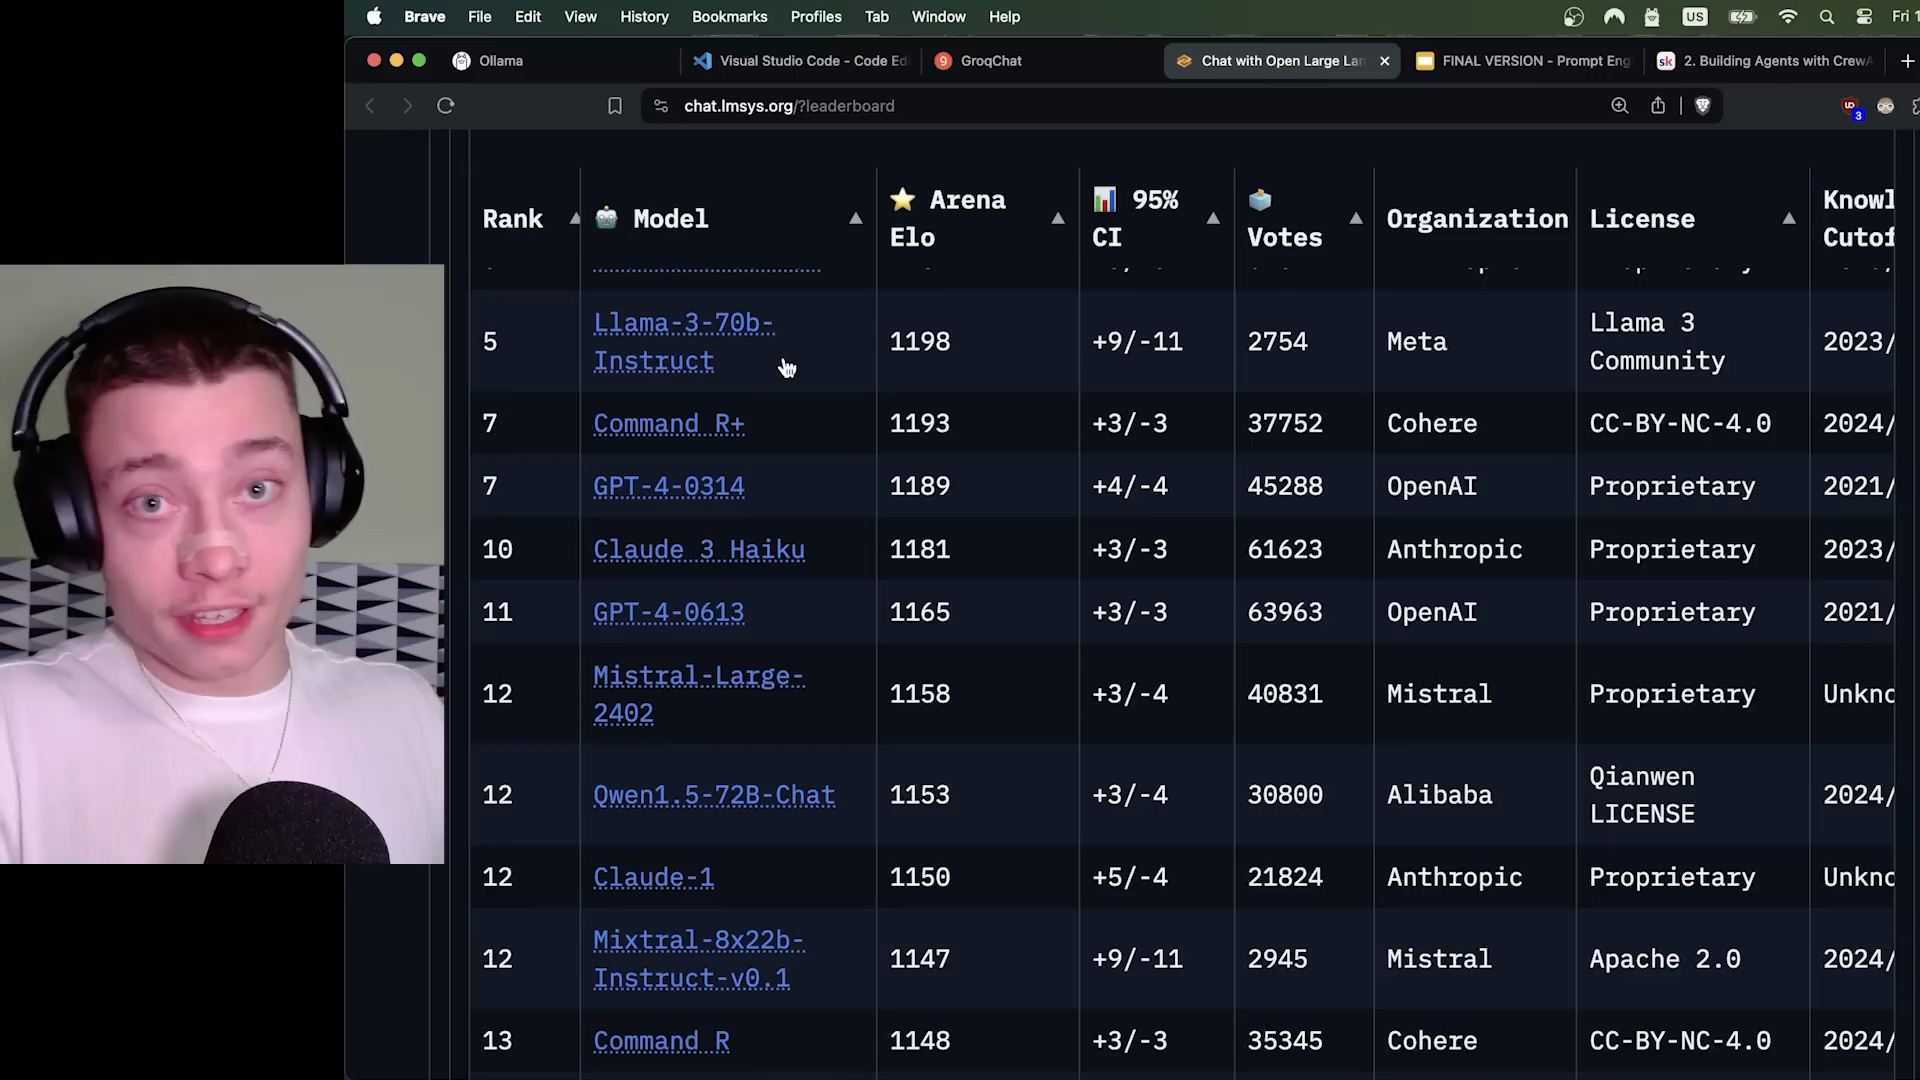 Brave File Edit View History Bookmarks Profiles Tab Window Help US Fri 1
Ollama Visual Studio Code - Code Ed 9 GroqChat Chat with Open Large Lan FINAL VERSION - Prompt Eng sk 2. Building Agents with CrewA
chat.lmsys.org/?leaderboard 3
Rank Model Arena Elo 95% CI Votes Organization License Knowl Cutof
5 Llama-3-70b-Instruct 1198 +9/-11 2754 Meta Llama 3 Community 2023/
7 Command R+ 1193 +3/-3 37752 Cohere CC-BY-NC-4.0 2024/
7 GPT-4-0314 1189 +4/-4 45288 OpenAI Proprietary 2021/
10 Claude 3 Haiku 1181 +3/-3 61623 Anthropic Proprietary 2023/
11 GPT-4-0613 1165 +3/-3 63963 OpenAI Proprietary 2021/
12 Mistral-Large-2402 1158 +3/-4 40831 Mistral Proprietary Unkno
12 Qwen1.5-72B-Chat 1153 +3/-4 30800 Alibaba Qianwen LICENSE 2024/
12 Claude-1 1150 +5/-4 21824 Anthropic Proprietary Unkno
12 Mixtral-8x22b-Instruct-v0.1 1147 +9/-11 2945 Mistral Apache 2.0 2024/
13 Command R 1148 +3/-3 35345 Cohere CC-BY-NC-4.0 2024/